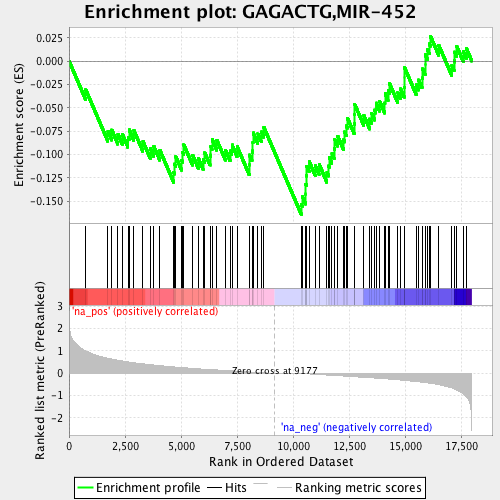 Enrichment plot: GAGACTG,MIR-452
Enrichment score (ES)
0.025
0.000
-0.025
-0.050
-0.075
-0.100
-0.125
-0.150
Ranked list metric (PreRanked)
3
2
1
0
-1
-2
'na_pos' (positively correlated)
Zero cross at 9177
'na_neg' (negatively correlated)
0
2,500
5,000
7,500
10,000
12,500
15,000
17,500
Rank in Ordered Dataset
Enrichment profile
Hits
Ranking metric scores